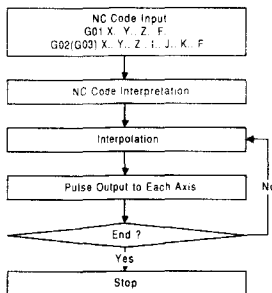 NC Code Input
G01 X.. Y.. Z.. F..
G02(G03) X.. Y.. Z.. I.. J.. K.. F
NC Code Interpretation
Interpolation
Pulse Output to Each Axis
End ?
No
Yes
Stop